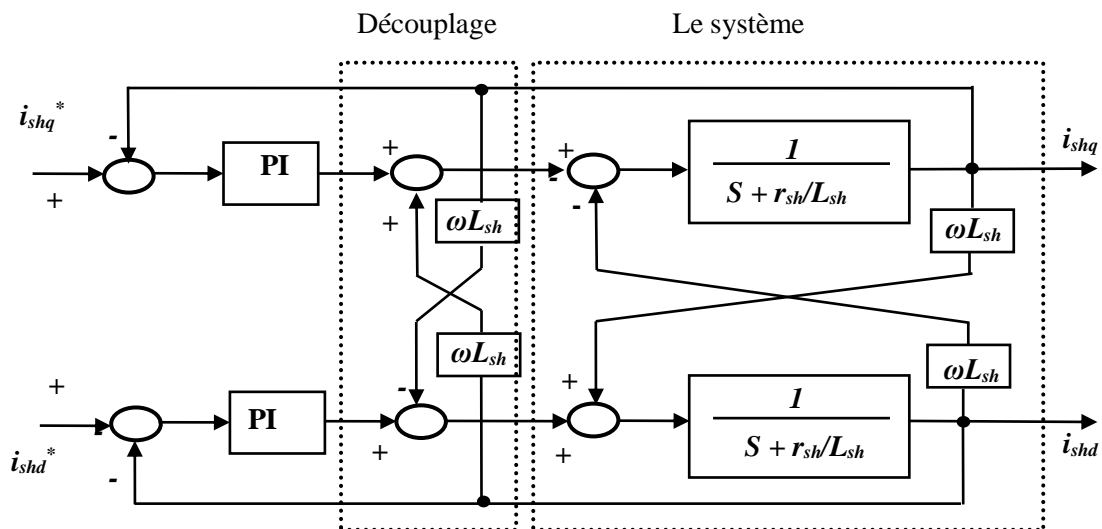 Découplage
Le système
i_shq*
-
+
PI
+
+
+
-
-
1
S + r_sh/L_sh
i_shq
ωL_sh
ωL_sh
ωL_sh
ωL_sh
+
-
i_shd*
-
PI
-
+
+
+
1
S + r_sh/L_sh
i_shd